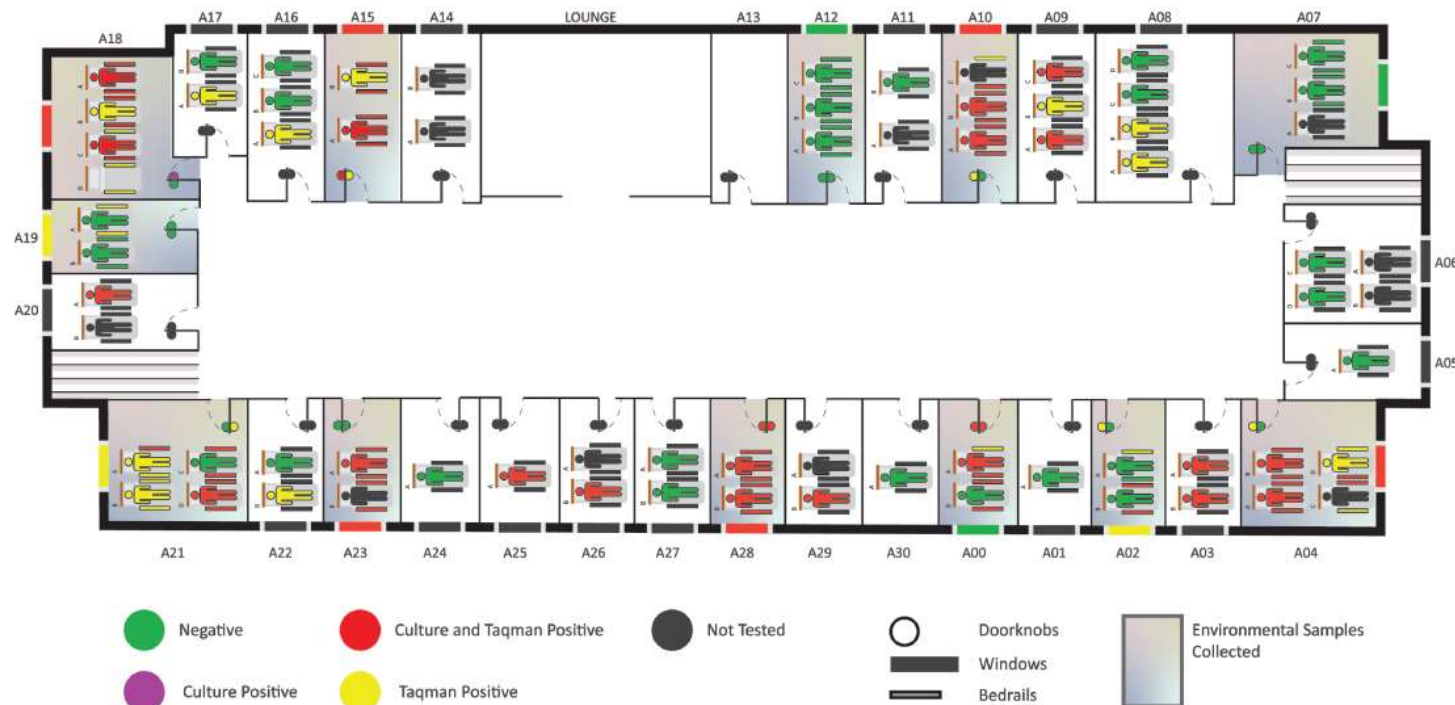 A17 A16 A15 A14 LOUNGE A13 A12 A11 A10 A09 A08 A07
A18
A19
A20
A06
A05
A21 A22 A23 A24 A25 A26 A27 A28 A29 A30 A00 A01 A02 A03 A04
Negative Culture and Taqman Positive Not Tested Doorknobs Environmental Samples
Collected
Windows
Culture Positive Taqman Positive Bedrails